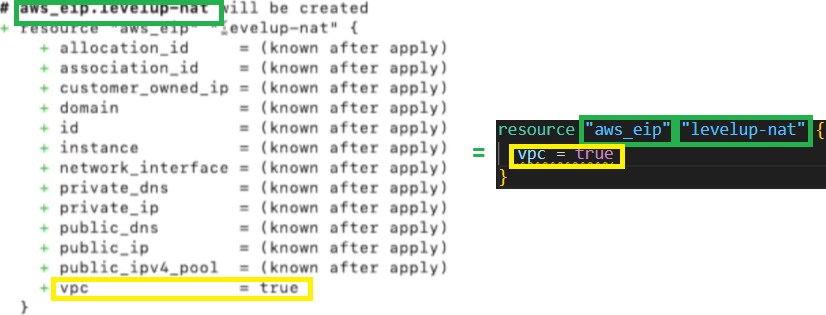 # aws_eip.levelup-nat will be created
+ resource "aws_eip" "levelup-nat" {
+ allocation_id = (known after apply)
+ association_id = (known after apply)
+ customer_owned_ip = (known after apply)
+ domain = (known after apply)
+ id = (known after apply)
+ instance = (known after apply)
+ network_interface = (known after apply)
+ private_dns = (known after apply)
+ private_ip = (known after apply)
+ public_dns = (known after apply)
+ public_ip = (known after apply)
+ public_ipv4_pool = (known after apply)
+ vpc = true
}
=
resource "aws_eip" "levelup-nat" {
vpc = true
}